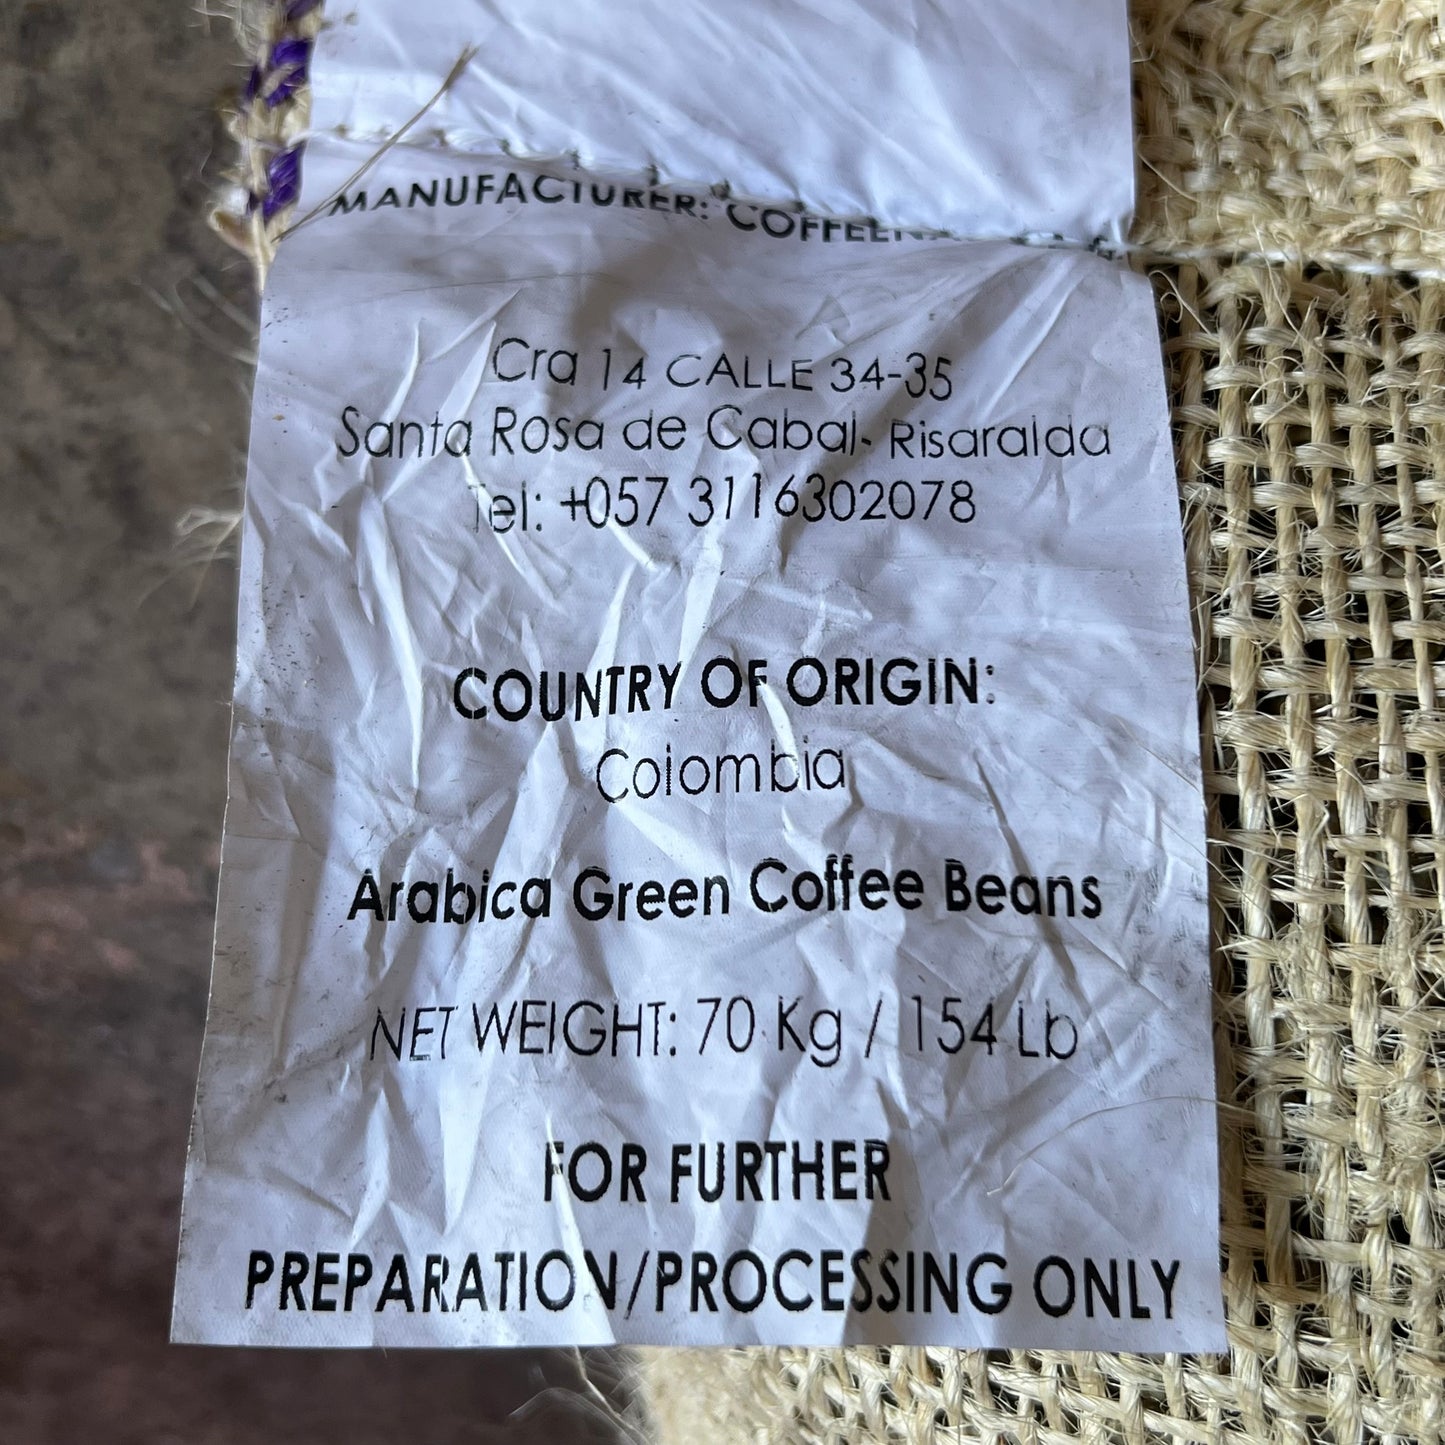 MANUFACTURER:
Cra 14 CALLE 34-35
Santa Rosa de Cabal- Risaralda
Tel: +057 3116302078
COUNTRY OF ORIGIN:
Colombia
Arabica Green Coffee Beans
NET WEIGHT: 70 Kg / 154 Lb
FOR FURTHER
PREPARATION/PROCESSING ONLY